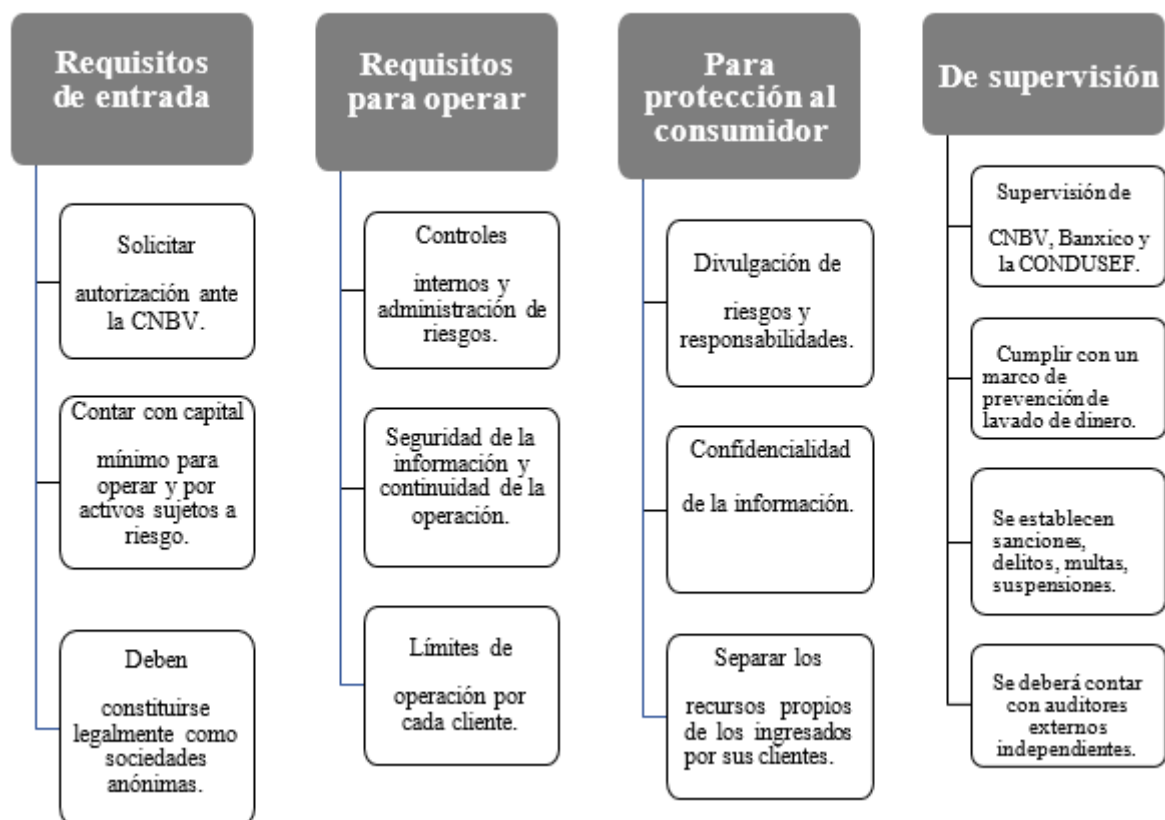 Requisitos
de entrada
Solicitar
autorización ante
la CNBV.
Contar con capital
mínimo para
operar y por
activos sujetos a
riesgo.
Deben
constituirse
legalmente como
sociedades
anónimas.
Requisitos
para operar
Controles
internos y
administración de
riesgos.
Seguridad de la
información y
continuidad de la
operación.
Límites de
operación por
cada cliente.
Para
protección al
consumidor
Divulgación de
riesgos y
responsabilidades.
Confidencialidad
de la información.
Separar los
recursos propios
de los ingresados
por sus clientes.
De supervisión
Supervisión de
CNBV, Banxico y
la CONDUSEF.
Cumplir con un
marco de
prevención de
lavado de dinero.
Se establecen
sanciones,
delitos, multas,
suspensiones.
Se deberá contar
con auditores
externos
independientes.